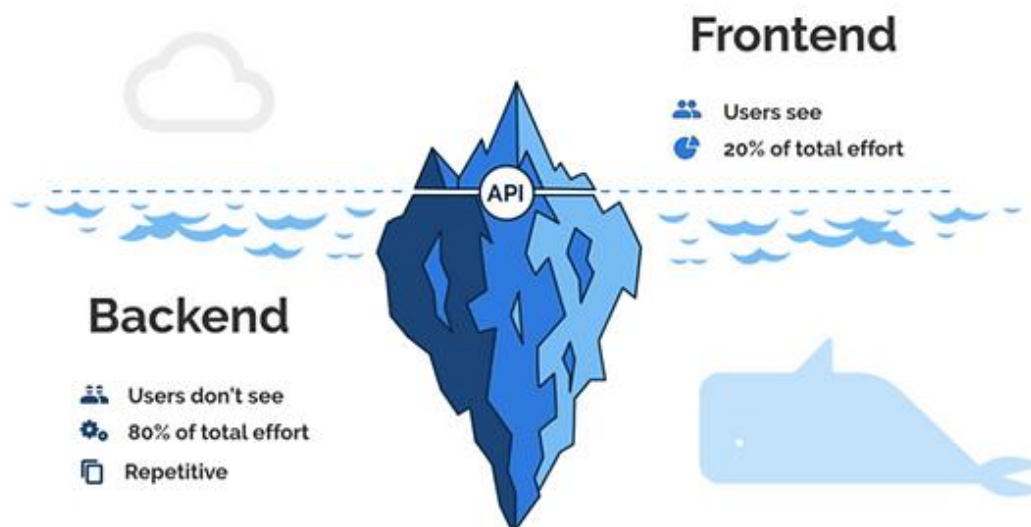 Frontend
Users see
20% of total effort
API
Backend
Users don't see
80% of total effort
Repetitive